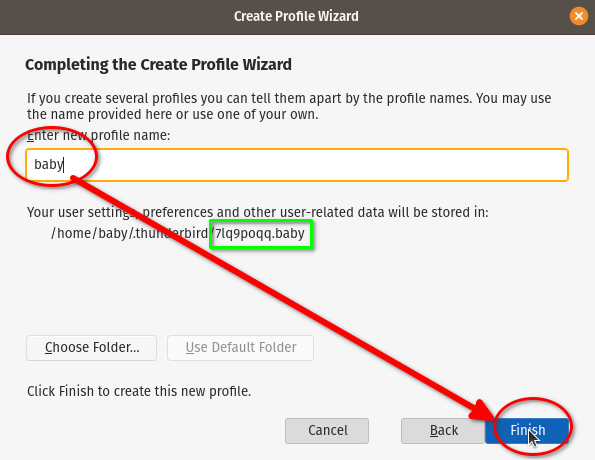 Create Profile Wizard
Completing the Create Profile Wizard
If you create several profiles you can tell them apart by the profile names. You may use
the name provided here or use one of your own.
Enter new profile name:
baby
Your user settings, preferences and other user-related data will be stored in:
/home/baby/.thunderbird/7lq9poqq.baby
Choose Folder...
Use Default Folder
Click Finish to create this new profile.
Cancel
Back
Finish